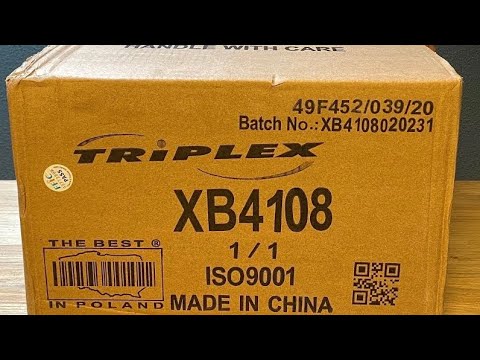 HANDLE WITH CARE
49F452/039/20
Batch No.:XB4108020231
TRiPLEX
XB4108
1 / 1
ISO9001
MADE IN CHINA
THE BEST ®
IN POLAND
PASS